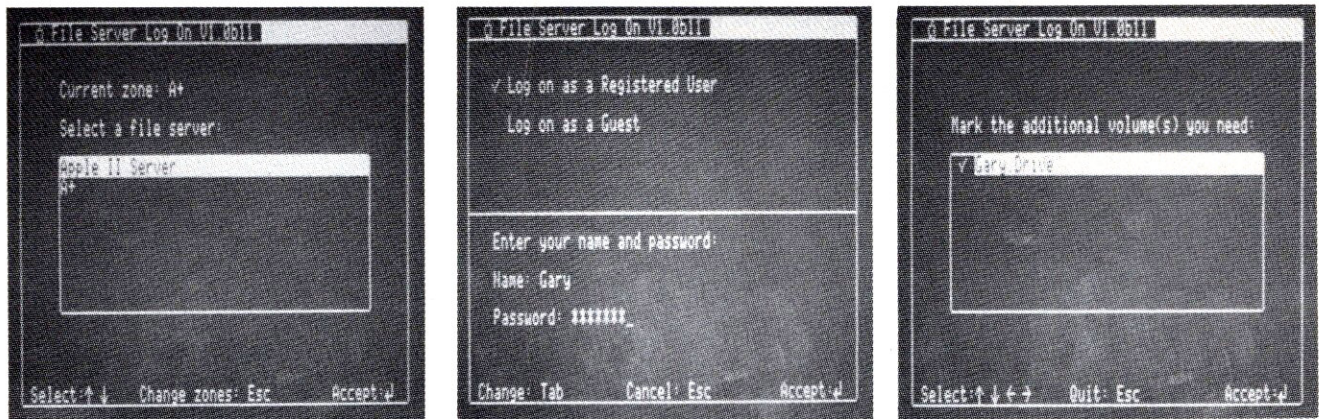 File Server Log On V1.0b11
Current zone: A+
Select a file server:
Apple II Server
A+
Select:↑ ↓ Change zones: Esc Accept:↵
File Server Log On V1.0b11
√ Log on as a Registered User
Log on as a Guest
Enter your name and password:
Name: Gary
Password: *******_
Change: Tab Cancel: Esc Accept:↵
File Server Log On V1.0b11
Mark the additional volume(s) you need:
√ Gary.Drive
Select:↑ ↓ ← → Quit: Esc Accept:↵